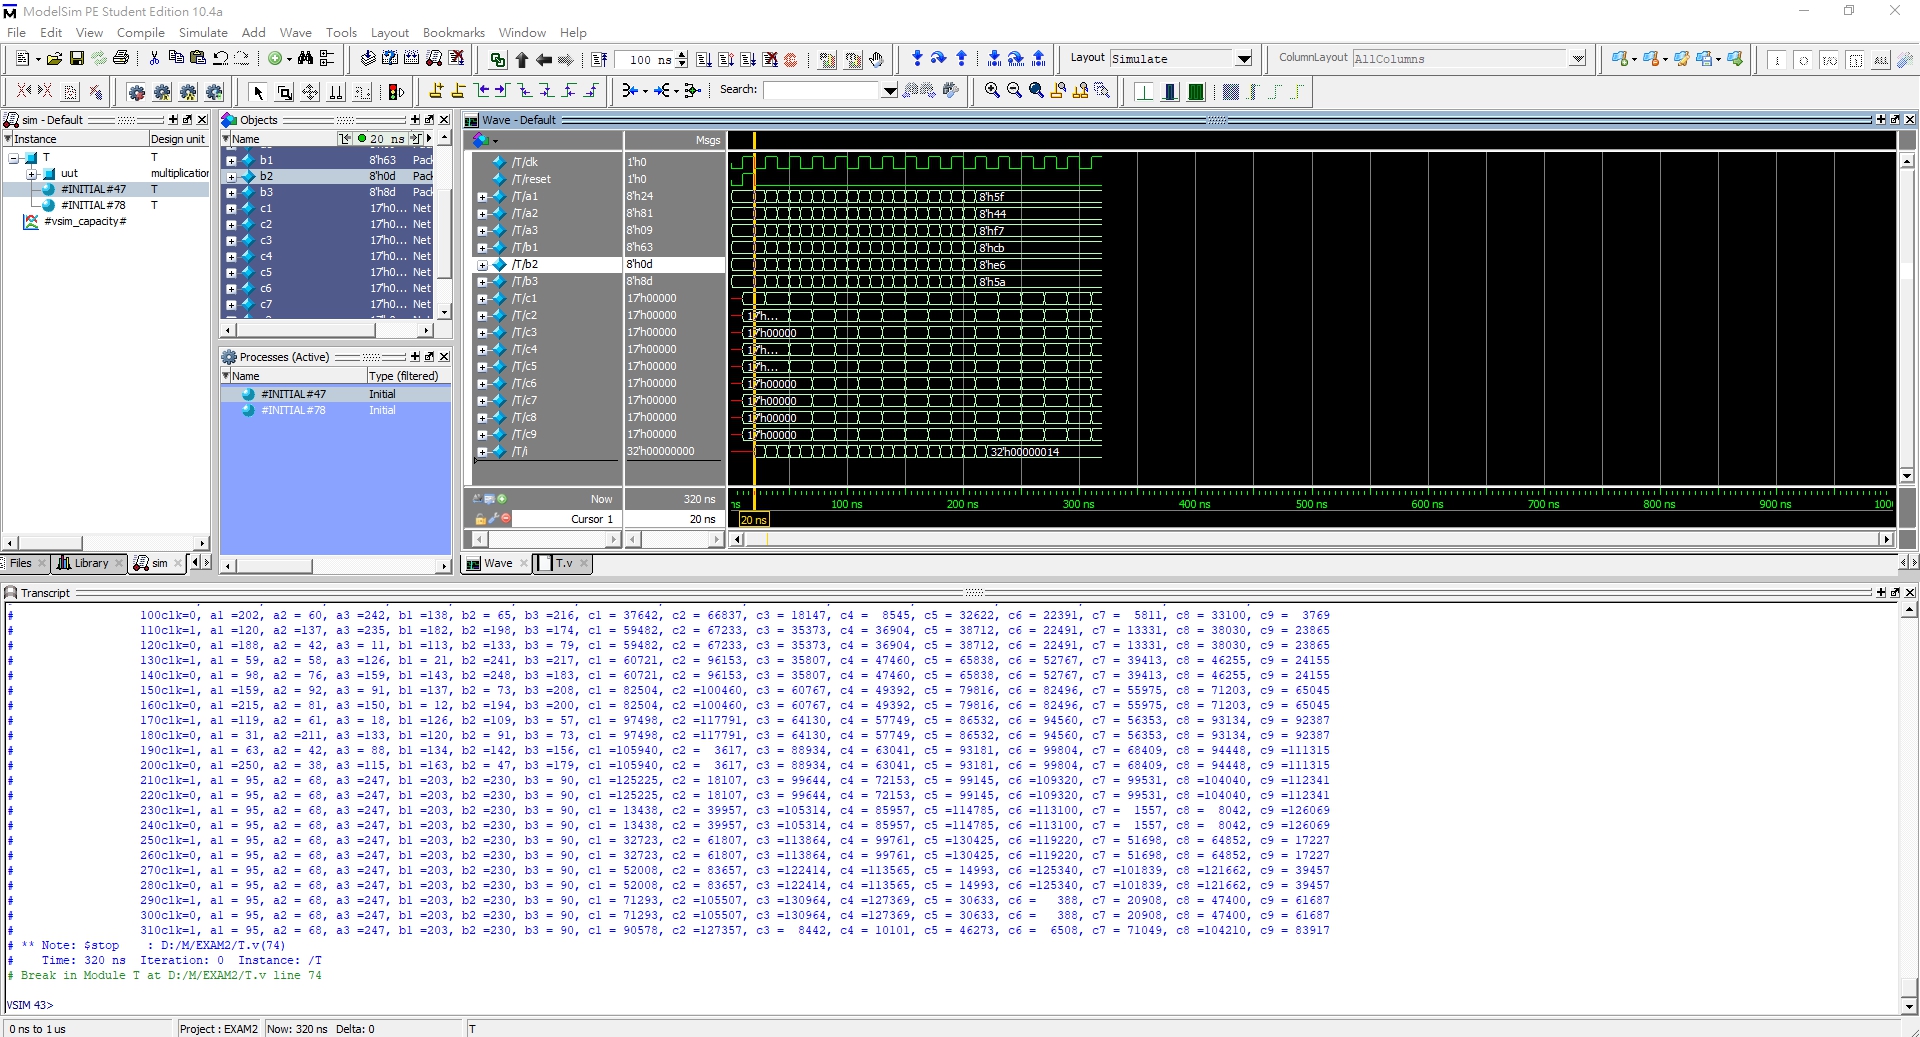 ModelSim PE Student Edition 10.4a
File Edit View Compile Simulate Add Wave Tools Layout Bookmarks Window Help
100 ns Layout Simulate ColumnLayout AllColumns
Search:
sim - Default
Instance Design unit
T T
uut multiplication
#INITIAL#47 T
#INITIAL#78 T
#vsim_capacity#
Files Library sim
Objects
Name 20 ns
b1 8'h63 Pack
b2 8'h0d Pack
b3 8'h8d Pack
c1 17'h0... Net
c2 17'h0... Net
c3 17'h0... Net
c4 17'h0... Net
c5 17'h0... Net
c6 17'h0... Net
c7 17'h0... Net
Processes (Active)
Name Type (filtered)
#INITIAL#47 Initial
#INITIAL#78 Initial
Wave - Default
Msgs
/T/clk 1'h0
/T/reset 1'h0
/T/a1 8'h24 8'h5f
/T/a2 8'h81 8'h44
/T/a3 8'h09 8'hf7
/T/b1 8'h63 8'hcb
/T/b2 8'h0d 8'he6
/T/b3 8'h8d 8'h5a
/T/c1 17'h00000
/T/c2 17'h00000 17'h...
/T/c3 17'h00000 17'h00000
/T/c4 17'h00000 17'h...
/T/c5 17'h00000 17'h...
/T/c6 17'h00000 17'h00000
/T/c7 17'h00000 17'h00000
/T/c8 17'h00000 17'h00000
/T/c9 17'h00000 17'h00000
/T/i 32'h00000000 32'h00000014
Now 320 ns ns 100 ns 200 ns 300 ns 400 ns 500 ns 600 ns 700 ns 800 ns 900 ns 1000
Cursor 1 20 ns 20 ns
Wave T.v
Transcript
# 100clk=0, a1 =202, a2 = 60, a3 =242, b1 =138, b2 = 65, b3 =216, c1 = 37642, c2 = 66837, c3 = 18147, c4 = 8545, c5 = 32622, c6 = 22391, c7 = 5811, c8 = 33100, c9 = 3769
# 110clk=1, a1 =120, a2 =137, a3 =235, b1 =182, b2 =198, b3 =174, c1 = 59482, c2 = 67233, c3 = 35373, c4 = 36904, c5 = 38712, c6 = 22491, c7 = 13331, c8 = 38030, c9 = 23865
# 120clk=0, a1 =188, a2 = 42, a3 = 11, b1 =113, b2 =133, b3 = 79, c1 = 59482, c2 = 67233, c3 = 35373, c4 = 36904, c5 = 38712, c6 = 22491, c7 = 13331, c8 = 38030, c9 = 23865
# 130clk=1, a1 = 59, a2 = 58, a3 =126, b1 = 21, b2 =241, b3 =217, c1 = 60721, c2 = 96153, c3 = 35807, c4 = 47460, c5 = 65838, c6 = 52767, c7 = 39413, c8 = 46255, c9 = 24155
# 140clk=0, a1 = 98, a2 = 76, a3 =159, b1 =143, b2 =248, b3 =183, c1 = 60721, c2 = 96153, c3 = 35807, c4 = 47460, c5 = 65838, c6 = 52767, c7 = 39413, c8 = 46255, c9 = 24155
# 150clk=1, a1 =159, a2 = 92, a3 = 91, b1 =137, b2 = 73, b3 =208, c1 = 82504, c2 =100460, c3 = 60767, c4 = 49392, c5 = 79816, c6 = 82496, c7 = 55975, c8 = 71203, c9 = 65045
# 160clk=0, a1 =215, a2 = 81, a3 =150, b1 = 12, b2 =194, b3 =200, c1 = 82504, c2 =100460, c3 = 60767, c4 = 49392, c5 = 79816, c6 = 82496, c7 = 55975, c8 = 71203, c9 = 65045
# 170clk=1, a1 =119, a2 = 61, a3 = 18, b1 =126, b2 =109, b3 = 57, c1 = 97498, c2 =117791, c3 = 64130, c4 = 57749, c5 = 86532, c6 = 94560, c7 = 56353, c8 = 93134, c9 = 92387
# 180clk=0, a1 = 31, a2 =211, a3 =133, b1 =120, b2 = 91, b3 = 73, c1 = 97498, c2 =117791, c3 = 64130, c4 = 57749, c5 = 86532, c6 = 94560, c7 = 56353, c8 = 93134, c9 = 92387
# 190clk=1, a1 = 63, a2 = 42, a3 = 88, b1 =134, b2 =142, b3 =156, c1 =105940, c2 = 3617, c3 = 88934, c4 = 63041, c5 = 93181, c6 = 99804, c7 = 68409, c8 = 94448, c9 =111315
# 200clk=0, a1 =250, a2 = 38, a3 =115, b1 =163, b2 = 47, b3 =179, c1 =105940, c2 = 3617, c3 = 88934, c4 = 63041, c5 = 93181, c6 = 99804, c7 = 68409, c8 = 94448, c9 =111315
# 210clk=1, a1 = 95, a2 = 68, a3 =247, b1 =203, b2 =230, b3 = 90, c1 =125225, c2 = 18107, c3 = 99644, c4 = 72153, c5 = 99145, c6 =109320, c7 = 99531, c8 =104040, c9 =112341
# 220clk=0, a1 = 95, a2 = 68, a3 =247, b1 =203, b2 =230, b3 = 90, c1 =125225, c2 = 18107, c3 = 99644, c4 = 72153, c5 = 99145, c6 =109320, c7 = 99531, c8 =104040, c9 =112341
# 230clk=1, a1 = 95, a2 = 68, a3 =247, b1 =203, b2 =230, b3 = 90, c1 = 13438, c2 = 39957, c3 =105314, c4 = 85957, c5 =114785, c6 =113100, c7 = 1557, c8 = 8042, c9 =126069
# 240clk=0, a1 = 95, a2 = 68, a3 =247, b1 =203, b2 =230, b3 = 90, c1 = 13438, c2 = 39957, c3 =105314, c4 = 85957, c5 =114785, c6 =113100, c7 = 1557, c8 = 8042, c9 =126069
# 250clk=1, a1 = 95, a2 = 68, a3 =247, b1 =203, b2 =230, b3 = 90, c1 = 32723, c2 = 61807, c3 =113864, c4 = 99761, c5 =130425, c6 =119220, c7 = 51698, c8 = 64852, c9 = 17227
# 260clk=0, a1 = 95, a2 = 68, a3 =247, b1 =203, b2 =230, b3 = 90, c1 = 32723, c2 = 61807, c3 =113864, c4 = 99761, c5 =130425, c6 =119220, c7 = 51698, c8 = 64852, c9 = 17227
# 270clk=1, a1 = 95, a2 = 68, a3 =247, b1 =203, b2 =230, b3 = 90, c1 = 52008, c2 = 83657, c3 =122414, c4 =113565, c5 = 14993, c6 =125340, c7 =101839, c8 =121662, c9 = 39457
# 280clk=0, a1 = 95, a2 = 68, a3 =247, b1 =203, b2 =230, b3 = 90, c1 = 52008, c2 = 83657, c3 =122414, c4 =113565, c5 = 14993, c6 =125340, c7 =101839, c8 =121662, c9 = 39457
# 290clk=1, a1 = 95, a2 = 68, a3 =247, b1 =203, b2 =230, b3 = 90, c1 = 71293, c2 =105507, c3 =130964, c4 =127369, c5 = 30633, c6 = 388, c7 = 20908, c8 = 47400, c9 = 61687
# 300clk=0, a1 = 95, a2 = 68, a3 =247, b1 =203, b2 =230, b3 = 90, c1 = 71293, c2 =105507, c3 =130964, c4 =127369, c5 = 30633, c6 = 388, c7 = 20908, c8 = 47400, c9 = 61687
# 310clk=1, a1 = 95, a2 = 68, a3 =247, b1 =203, b2 =230, b3 = 90, c1 = 90578, c2 =127357, c3 = 8442, c4 = 10101, c5 = 46273, c6 = 6508, c7 = 71049, c8 =104210, c9 = 83917
# ** Note: $stop : D:/M/EXAM2/T.v(74)
# Time: 320 ns Iteration: 0 Instance: /T
# Break in Module T at D:/M/EXAM2/T.v line 74
VSIM 43>
0 ns to 1 us Project : EXAM2 Now: 320 ns Delta: 0 T